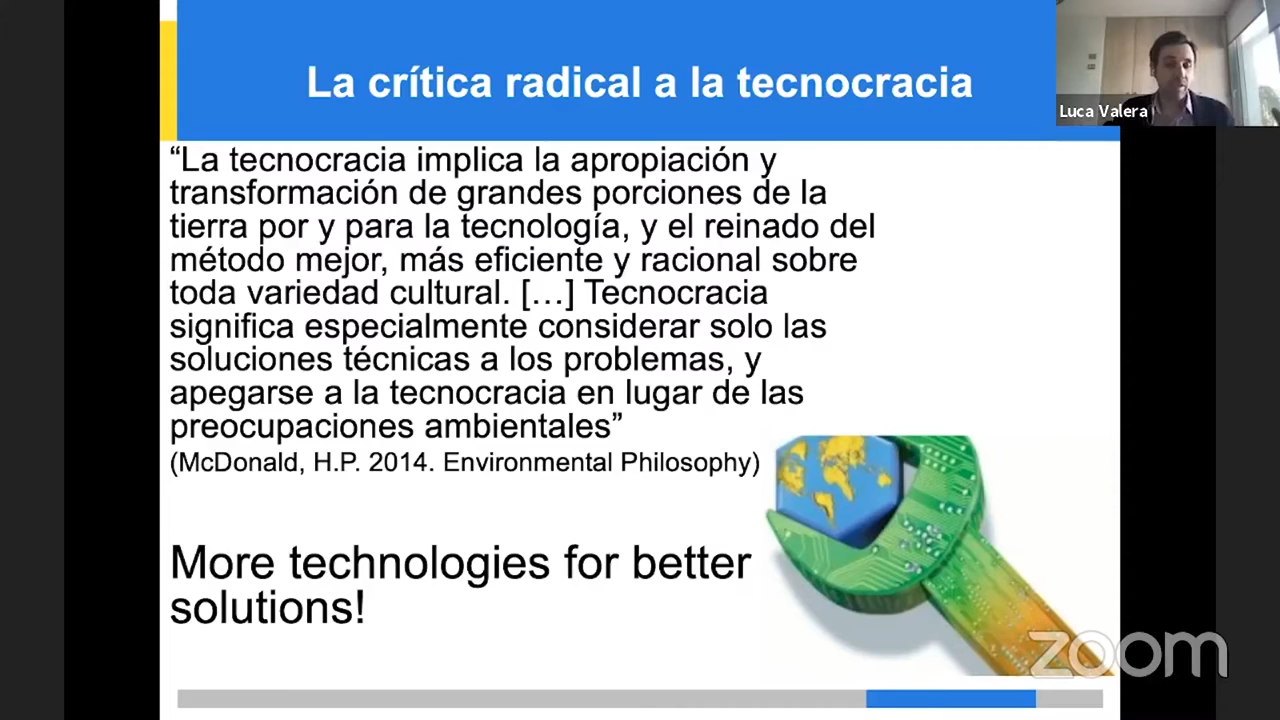 La crítica radical a la tecnocracia
Luca Valera
“La tecnocracia implica la apropiación y
transformación de grandes porciones de la
tierra por y para la tecnología, y el reinado del
método mejor, más eficiente y racional sobre
toda variedad cultural. […] Tecnocracia
significa especialmente considerar solo las
soluciones técnicas a los problemas, y
apegarse a la tecnocracia en lugar de las
preocupaciones ambientales”
(McDonald, H.P. 2014. Environmental Philosophy)
More technologies for better
solutions!
zoom